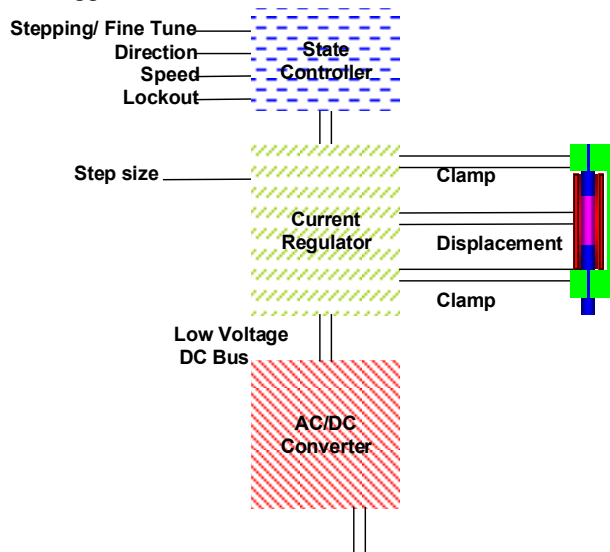 Stepping/ Fine Tune
Direction
Speed
Lockout
State
Controller
Step size
Current
Regulator
Clamp
Displacement
Clamp
Low Voltage
DC Bus
AC/DC
Converter